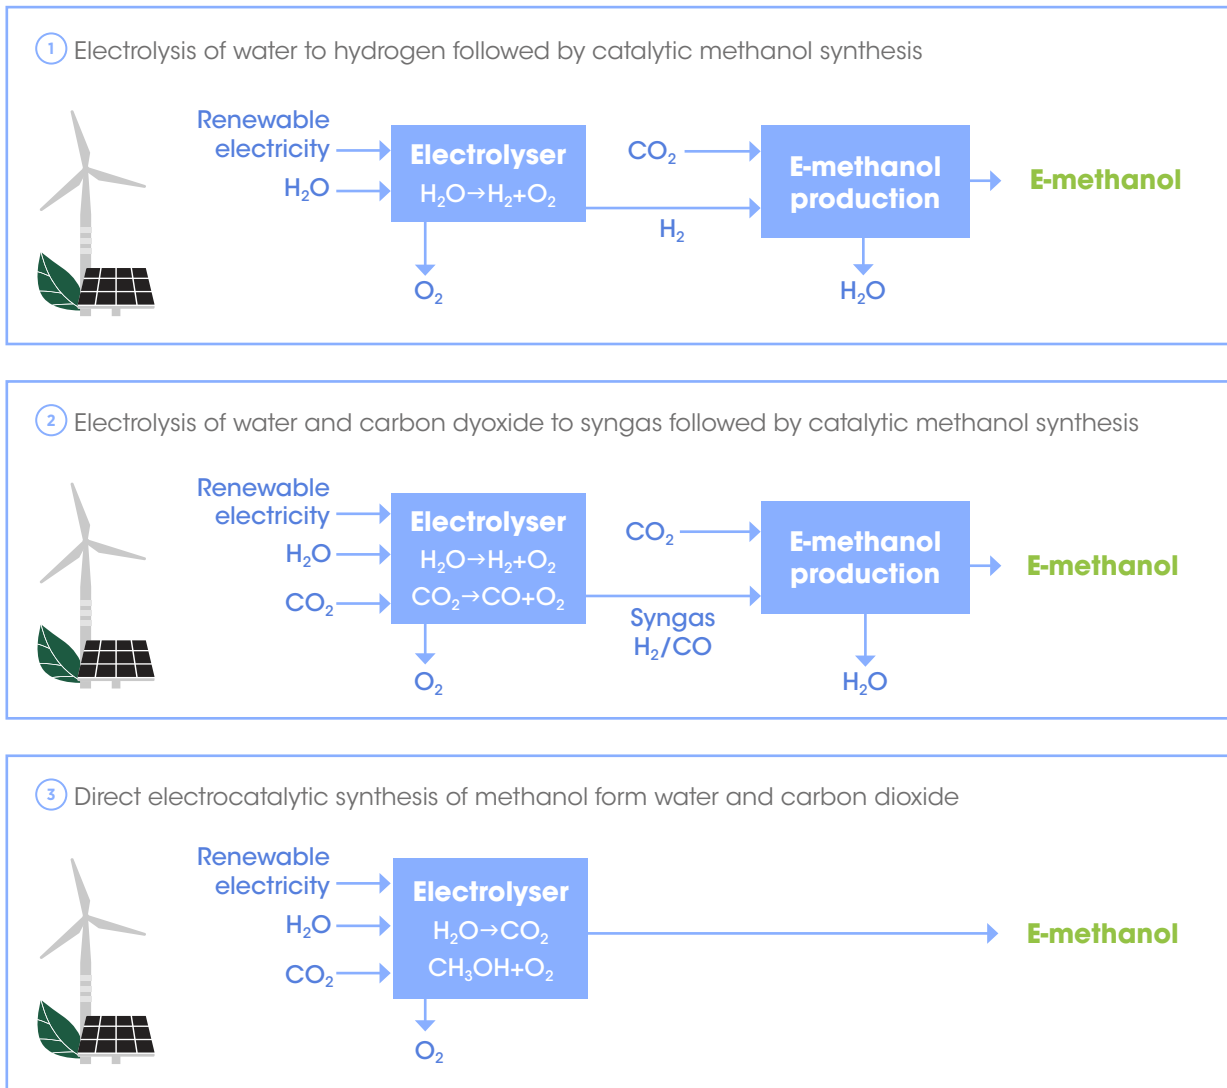 1 Electrolysis of water to hydrogen followed by catalytic methanol synthesis
Renewable
electricity
H₂O
Electrolyser
H₂O→H₂+O₂
O₂
CO₂
H₂
E-methanol
production
H₂O
E-methanol
2 Electrolysis of water and carbon dyoxide to syngas followed by catalytic methanol synthesis
Renewable
electricity
H₂O
CO₂
Electrolyser
H₂O→H₂+O₂
CO₂→CO+O₂
O₂
CO₂
Syngas
H₂/CO
E-methanol
production
H₂O
E-methanol
3 Direct electrocatalytic synthesis of methanol form water and carbon dioxide
Renewable
electricity
H₂O
CO₂
Electrolyser
H₂O→CO₂
CH₃OH+O₂
O₂
E-methanol